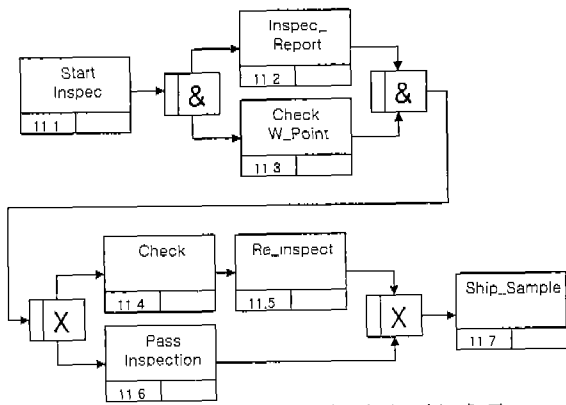 Start
Inspec
11.1
&
Inspec_
Report
11.2
Check
W_Point
11.3
&
X
Check
11.4
Re_inspect
11.5
Pass
Inspection
11.6
X
Ship_Sample
11.7